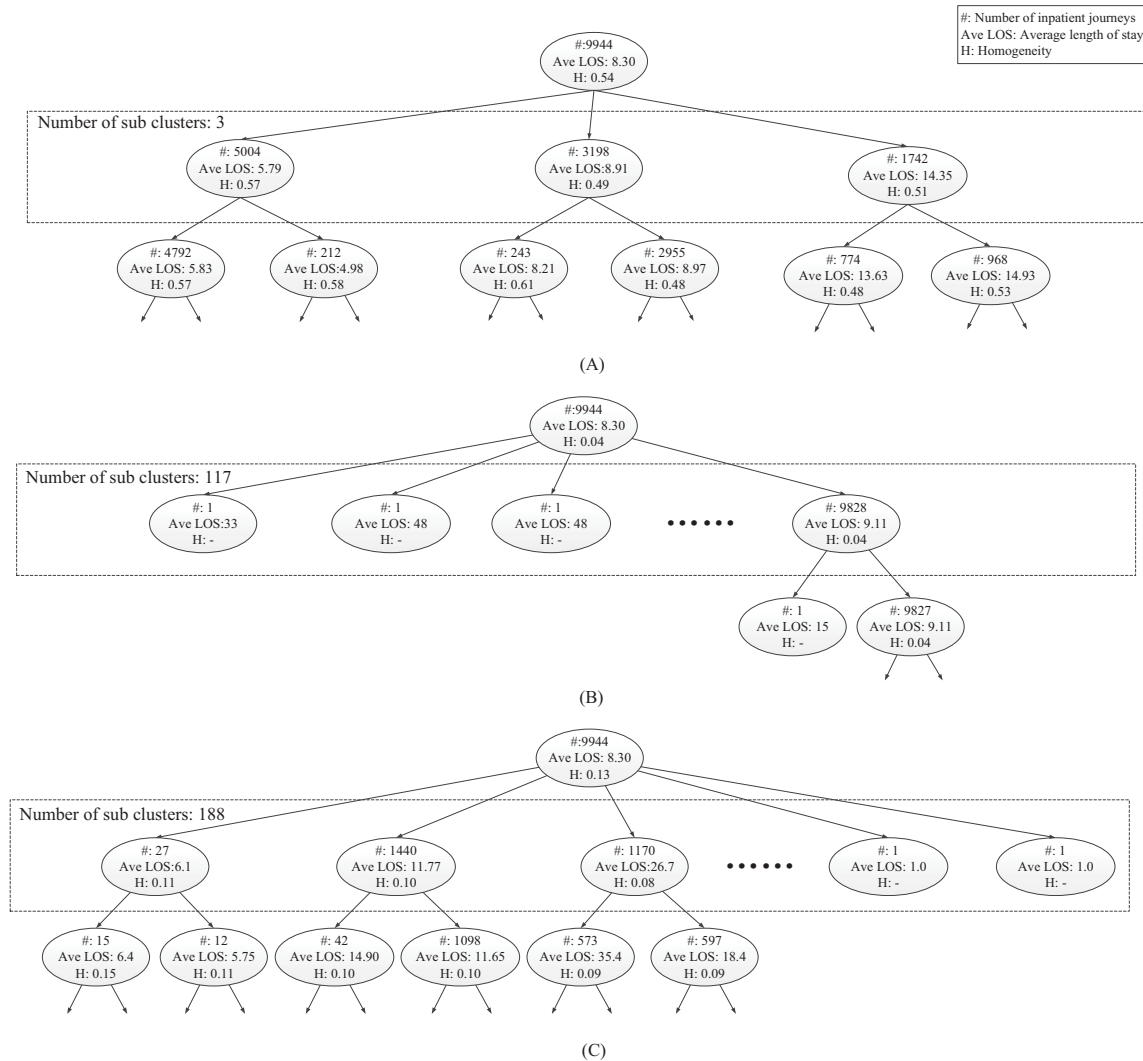 #: Number of inpatient journeys
Ave LOS: Average length of stay
H: Homogeneity
#:9944
Ave LOS: 8.30
H: 0.54
Number of sub clusters: 3
#: 5004
Ave LOS: 5.79
H: 0.57
#: 3198
Ave LOS:8.91
H: 0.49
#: 1742
Ave LOS: 14.35
H: 0.51
#: 4792
Ave LOS: 5.83
H: 0.57
#: 212
Ave LOS:4.98
H: 0.58
#: 243
Ave LOS: 8.21
H: 0.61
#: 2955
Ave LOS: 8.97
H: 0.48
#: 774
Ave LOS: 13.63
H: 0.48
#: 968
Ave LOS: 14.93
H: 0.53
(A)
#:9944
Ave LOS: 8.30
H: 0.04
Number of sub clusters: 117
#: 1
Ave LOS:33
H: -
#: 1
Ave LOS: 48
H: -
#: 1
Ave LOS: 48
H: -
......
#: 9828
Ave LOS: 9.11
H: 0.04
#: 1
Ave LOS: 15
H: -
#: 9827
Ave LOS: 9.11
H: 0.04
(B)
#:9944
Ave LOS: 8.30
H: 0.13
Number of sub clusters: 188
#: 27
Ave LOS:6.1
H: 0.11
#: 1440
Ave LOS: 11.77
H: 0.10
#: 1170
Ave LOS:26.7
H: 0.08
......
#: 1
Ave LOS: 1.0
H: -
#: 1
Ave LOS: 1.0
H: -
#: 15
Ave LOS: 6.4
H: 0.15
#: 12
Ave LOS: 5.75
H: 0.11
#: 42
Ave LOS: 14.90
H: 0.10
#: 1098
Ave LOS: 11.65
H: 0.10
#: 573
Ave LOS: 35.4
H: 0.09
#: 597
Ave LOS: 18.4
H: 0.09
(C)